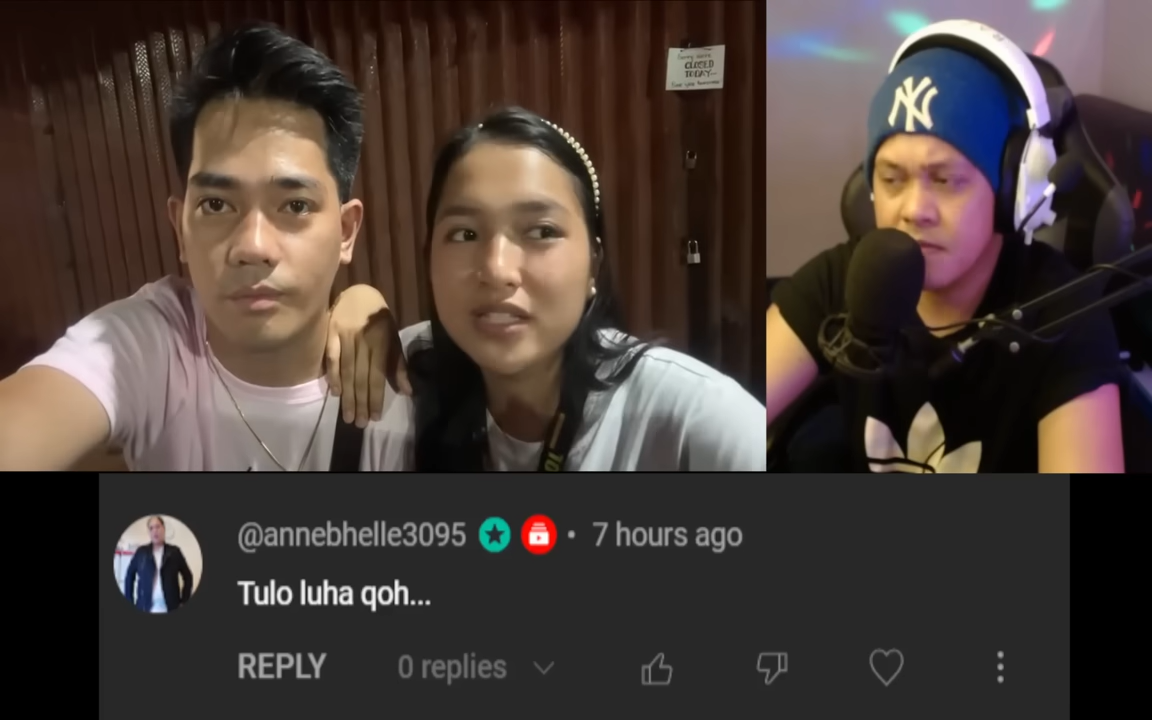 CLOSED
TODAY...
NY
@annebhelle3095 • 7 hours ago
Tulo luha qoh...
REPLY
0 replies